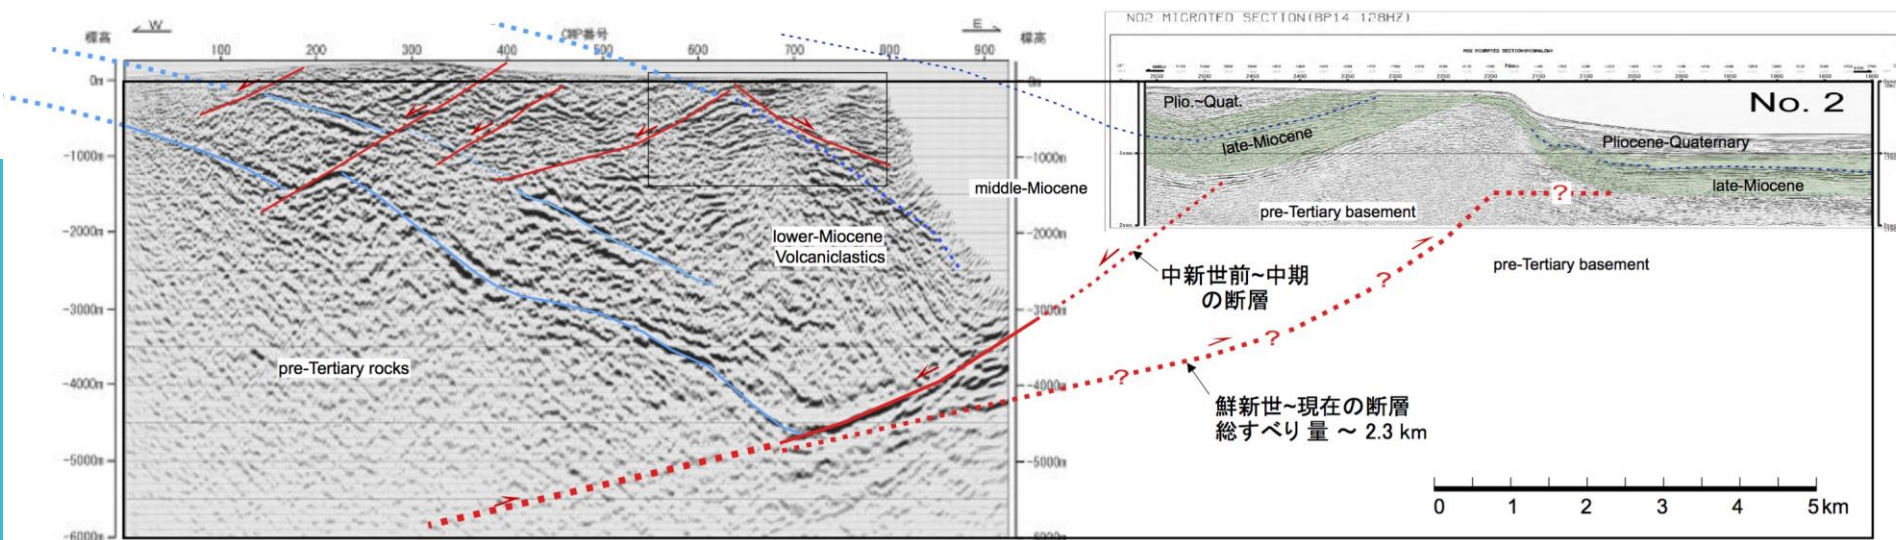 W
CMP番号
E
標高
標高
100 200 300 400 500 600 700 800 900
0m
-1000m
-2000m
-3000m
-4000m
-5000m
-6000m
0m
-1000m
-2000m
-3000m
-4000m
-5000m
pre-Tertiary rocks
lower-Miocene
Volcaniclastics
middle-Miocene
NO2 MIGRATED SECTION(BP14 128HZ)
No. 2
Plio.~Quat.
late-Miocene
Pliocene-Quaternary
late-Miocene
pre-Tertiary basement
?
pre-Tertiary basement
中新世前~中期
の断層
?
?
?
鮮新世~現在の断層
総すべり量 ~ 2.3 km
0 1 2 3 4 5km